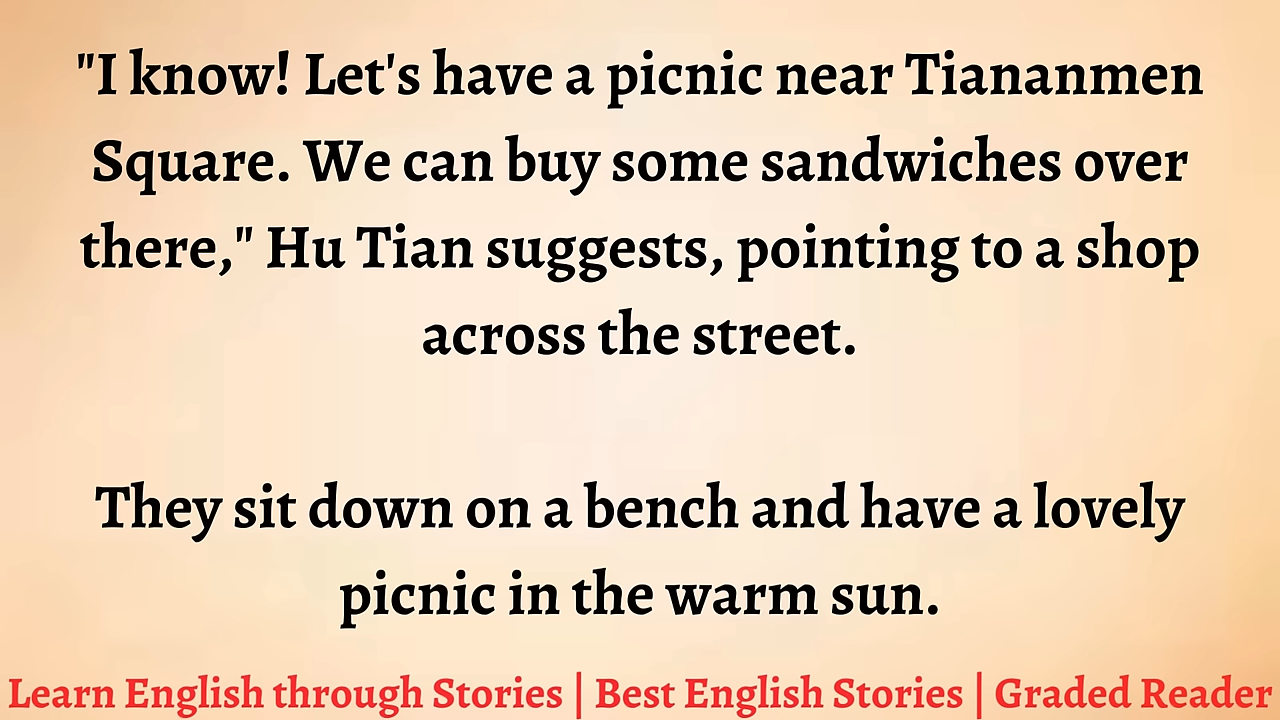 "I know! Let's have a picnic near Tiananmen
Square. We can buy some sandwiches over
there," Hu Tian suggests, pointing to a shop
across the street.
They sit down on a bench and have a lovely
picnic in the warm sun.
Learn English through Stories | Best English Stories | Graded Reader